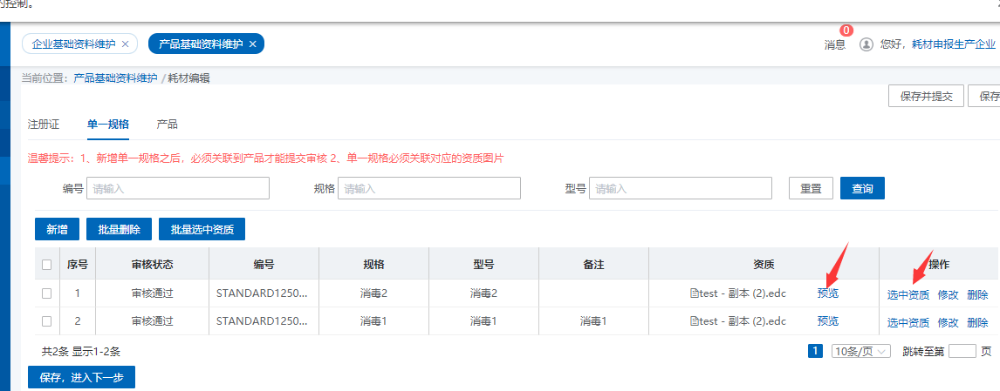 的控制。
企业基础资料维护 ×
产品基础资料维护 ×
消息 0
您好, 耗材申报生产企业
当前位置: 产品基础资料维护 / 耗材编辑
保存并提交 保存
注册证 单一规格 产品
温馨提示: 1、新增单一规格之后, 必须关联到产品才能提交审核 2、单一规格必须关联对应的资质图片
编号 请输入 规格 请输入 型号 请输入 重置 查询
新增 批量删除 批量选中资质
序号 审核状态 编号 规格 型号 备注 资质 操作
1 审核通过 STANDARD1250... 消毒2 消毒2 test - 副本 (2).edc 预览 选中资质 修改 删除
2 审核通过 STANDARD1250... 消毒1 消毒1 消毒1 test - 副本 (2).edc 预览 选中资质 修改 删除
共2条 显示1-2条 1 10条/页 跳转至第 页
保存, 进入下一步